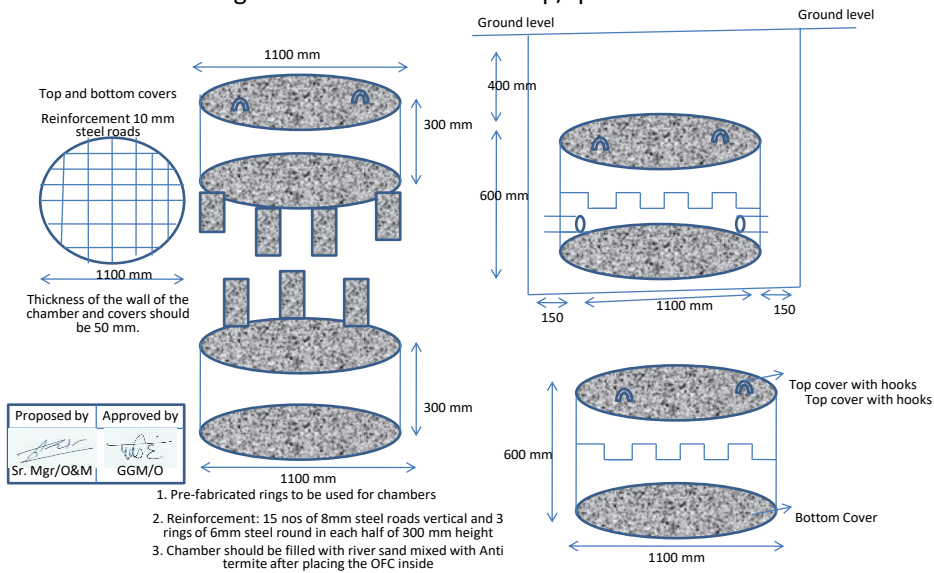 Ground level
Ground level
1100 mm
400 mm
Top and bottom covers
Reinforcement 10 mm
steel roads
300 mm
600 mm
1100 mm
Thickness of the wall of the
chamber and covers should
be 50 mm.
150
1100 mm
150
300 mm
Top cover with hooks
Top cover with hooks
Proposed by
Approved by
Sr. Mgr/O&M
GGM/O
600 mm
1100 mm
1. Pre-fabricated rings to be used for chambers
2. Reinforcement: 15 nos of 8mm steel roads vertical and 3
rings of 6mm steel round in each half of 300 mm height
3. Chamber should be filled with river sand mixed with Anti
termite after placing the OFC inside
Bottom Cover
1100 mm